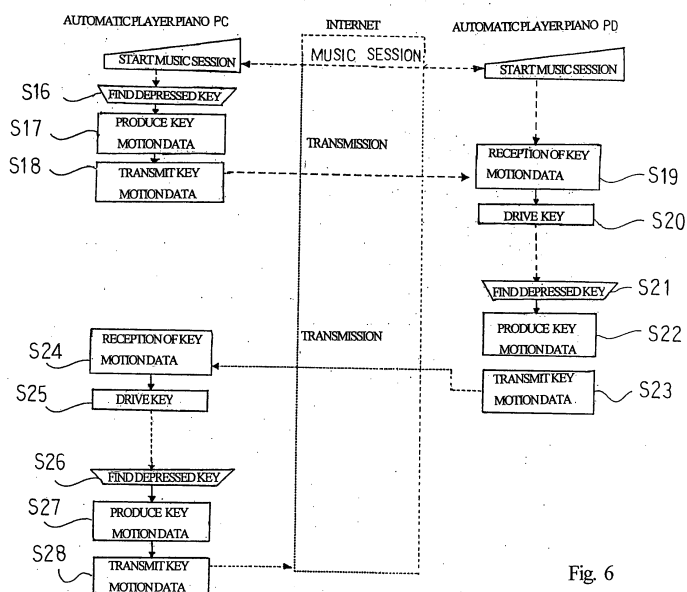 AUTOMATIC PLAYER PIANO PC
INTERNET
AUTOMATIC PLAYER PIANO PD
START MUSIC SESSION
MUSIC SESSION
START MUSIC SESSION
S16
FIND DEPRESSED KEY
S17
PRODUCE KEY
MOTION DATA
S18
TRANSMIT KEY
MOTION DATA
TRANSMISSION
RECEPTION OF KEY
MOTION DATA
S19
DRIVE KEY
S20
FIND DEPRESSED KEY
S21
PRODUCE KEY
MOTION DATA
S22
TRANSMIT KEY
MOTION DATA
S23
TRANSMISSION
S24
RECEPTION OF KEY
MOTION DATA
S25
DRIVE KEY
S26
FIND DEPRESSED KEY
S27
PRODUCE KEY
MOTION DATA
S28
TRANSMIT KEY
MOTION DATA
Fig. 6